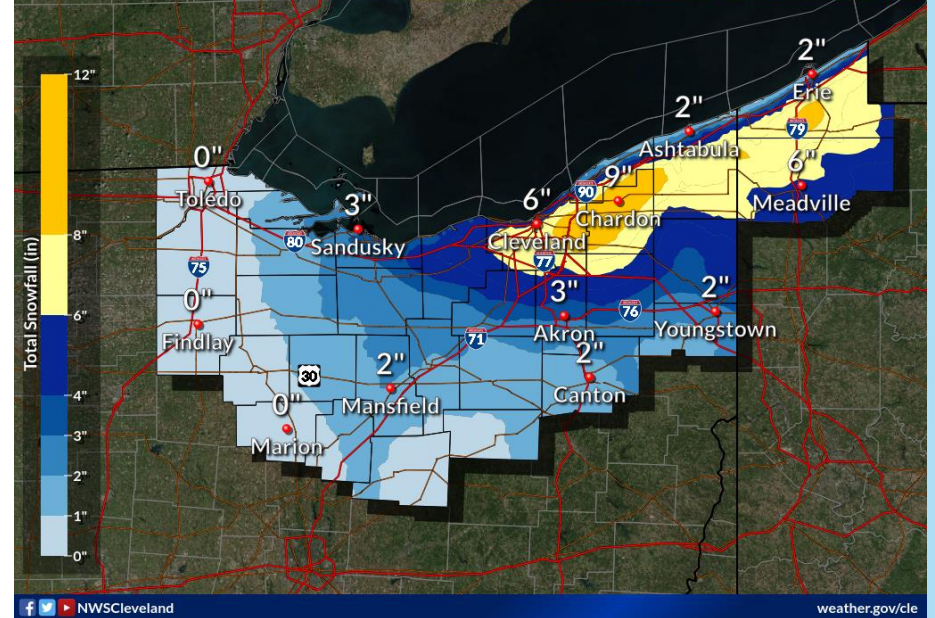 2"
Erie
12"
2"
79
Ashtabula
0"
6"
9"
90
Toledo
3"
6"
Chardon
Meadville
8"
80
Sandusky
Cleveland
75
77
Total Snowfall (in)
6"
0"
3"
76
2"
Findlay
71
Akron
Youngstown
30
2"
2"
4"
0"
Mansfield
Canton
3"
Marion
2"
1"
0"
NWSCleveland
weather.gov/cle